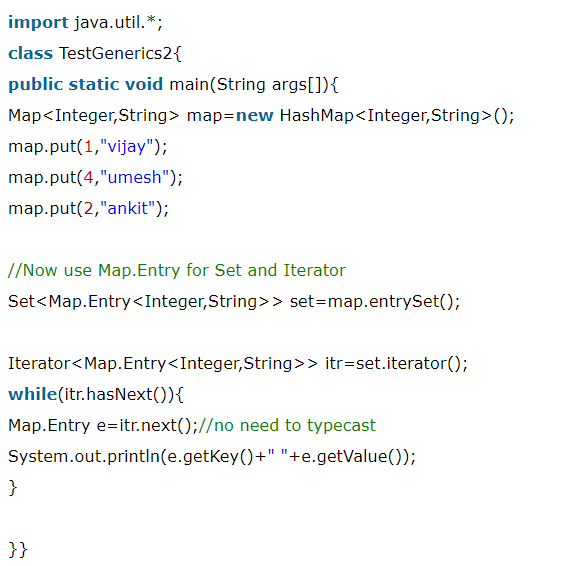 import java.util.*;
class TestGenerics2{
public static void main(String args[]){
Map<Integer,String> map=new HashMap<Integer,String>();
map.put(1,"vijay");
map.put(4,"umesh");
map.put(2,"ankit");
//Now use Map.Entry for Set and Iterator
Set<Map.Entry<Integer,String>> set=map.entrySet();
Iterator<Map.Entry<Integer,String>> itr=set.iterator();
while(itr.hasNext()){
Map.Entry e=itr.next();//no need to typecast
System.out.println(e.getKey()+" "+e.getValue());
}
}}